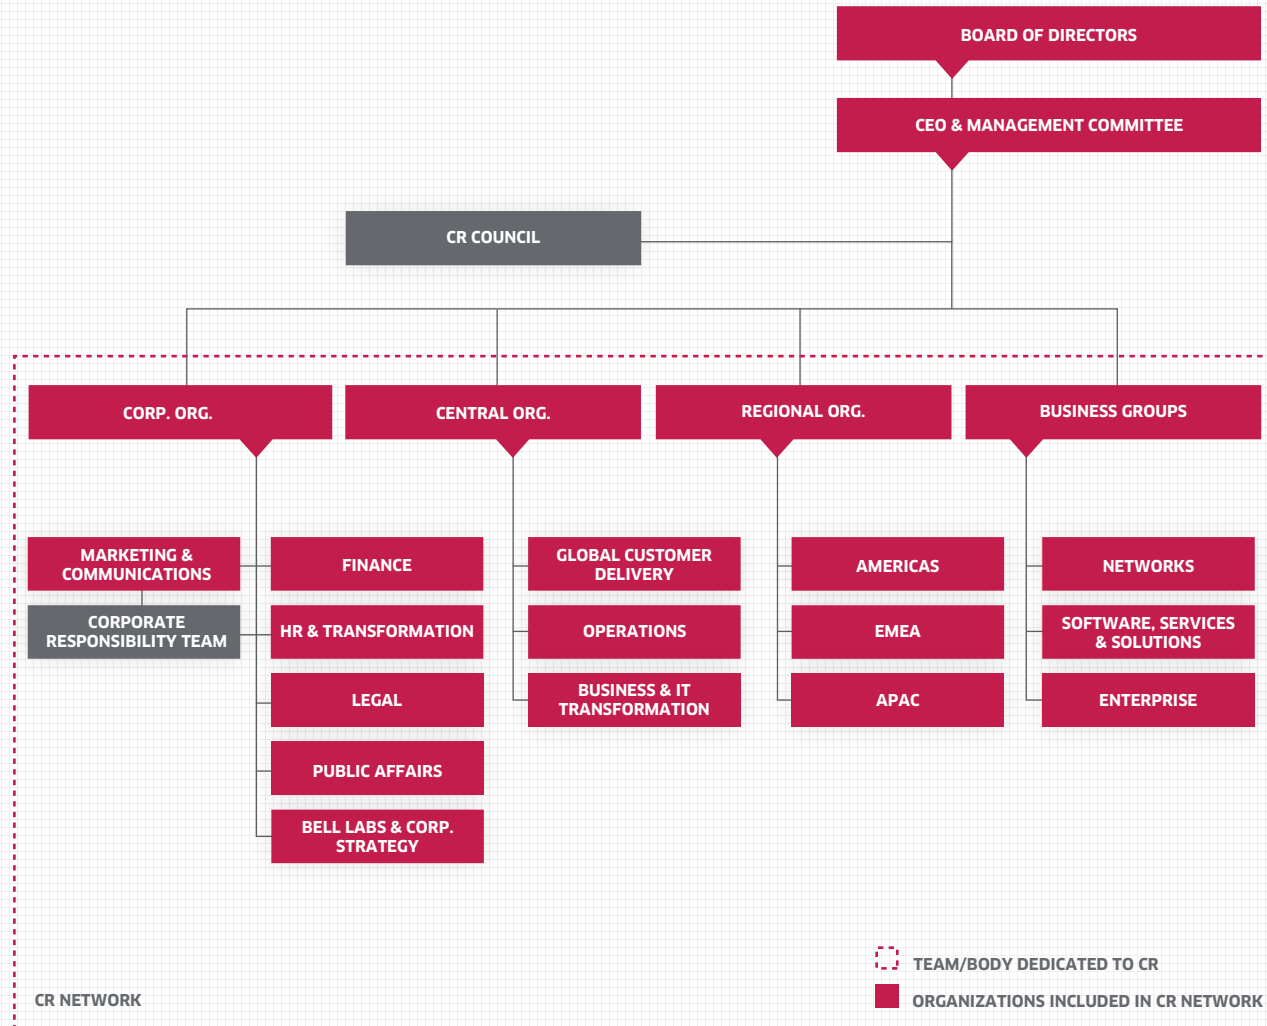 BOARD OF DIRECTORS
CEO & MANAGEMENT COMMITTEE
CR COUNCIL
CORP. ORG.
CENTRAL ORG.
REGIONAL ORG.
BUSINESS GROUPS
MARKETING &
COMMUNICATIONS
CORPORATE
RESPONSIBILITY TEAM
FINANCE
HR & TRANSFORMATION
LEGAL
PUBLIC AFFAIRS
BELL LABS & CORP.
STRATEGY
GLOBAL CUSTOMER
DELIVERY
OPERATIONS
BUSINESS & IT
TRANSFORMATION
AMERICAS
EMEA
APAC
NETWORKS
SOFTWARE, SERVICES
& SOLUTIONS
ENTERPRISE
TEAM/BODY DEDICATED TO CR
ORGANIZATIONS INCLUDED IN CR NETWORK
CR NETWORK